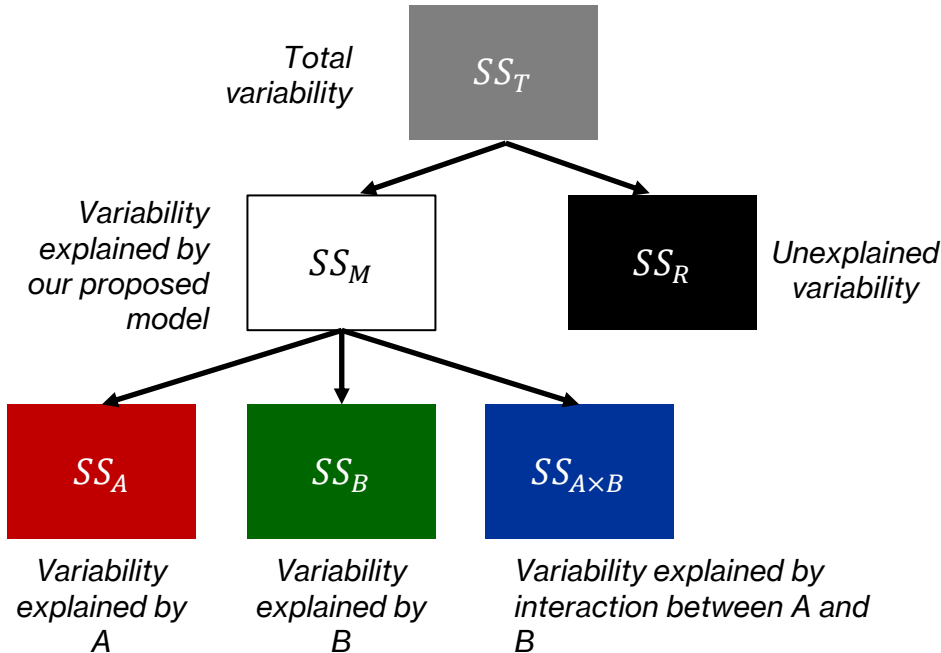 Total
variability
SS_T
Variability
explained by
our proposed
model
SS_M
SS_R
Unexplained
variability
SS_A
SS_B
SS_{A×B}
Variability
explained by
A
Variability
explained by
B
Variability explained by
interaction between A and
B